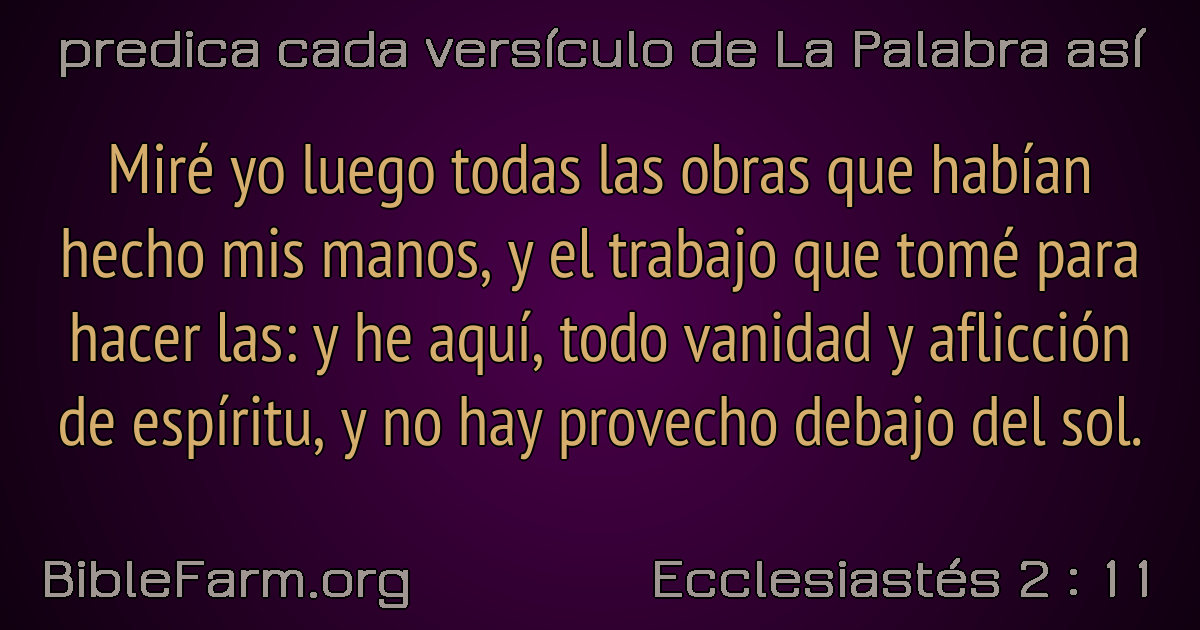 predica cada versículo de La Palabra así
Miré yo luego todas las obras que habían
hecho mis manos, y el trabajo que tomé para
hacer las: y he aquí, todo vanidad y aflicción
de espíritu, y no hay provecho debajo del sol.
BibleFarm.org
Ecclesiastés 2 : 11